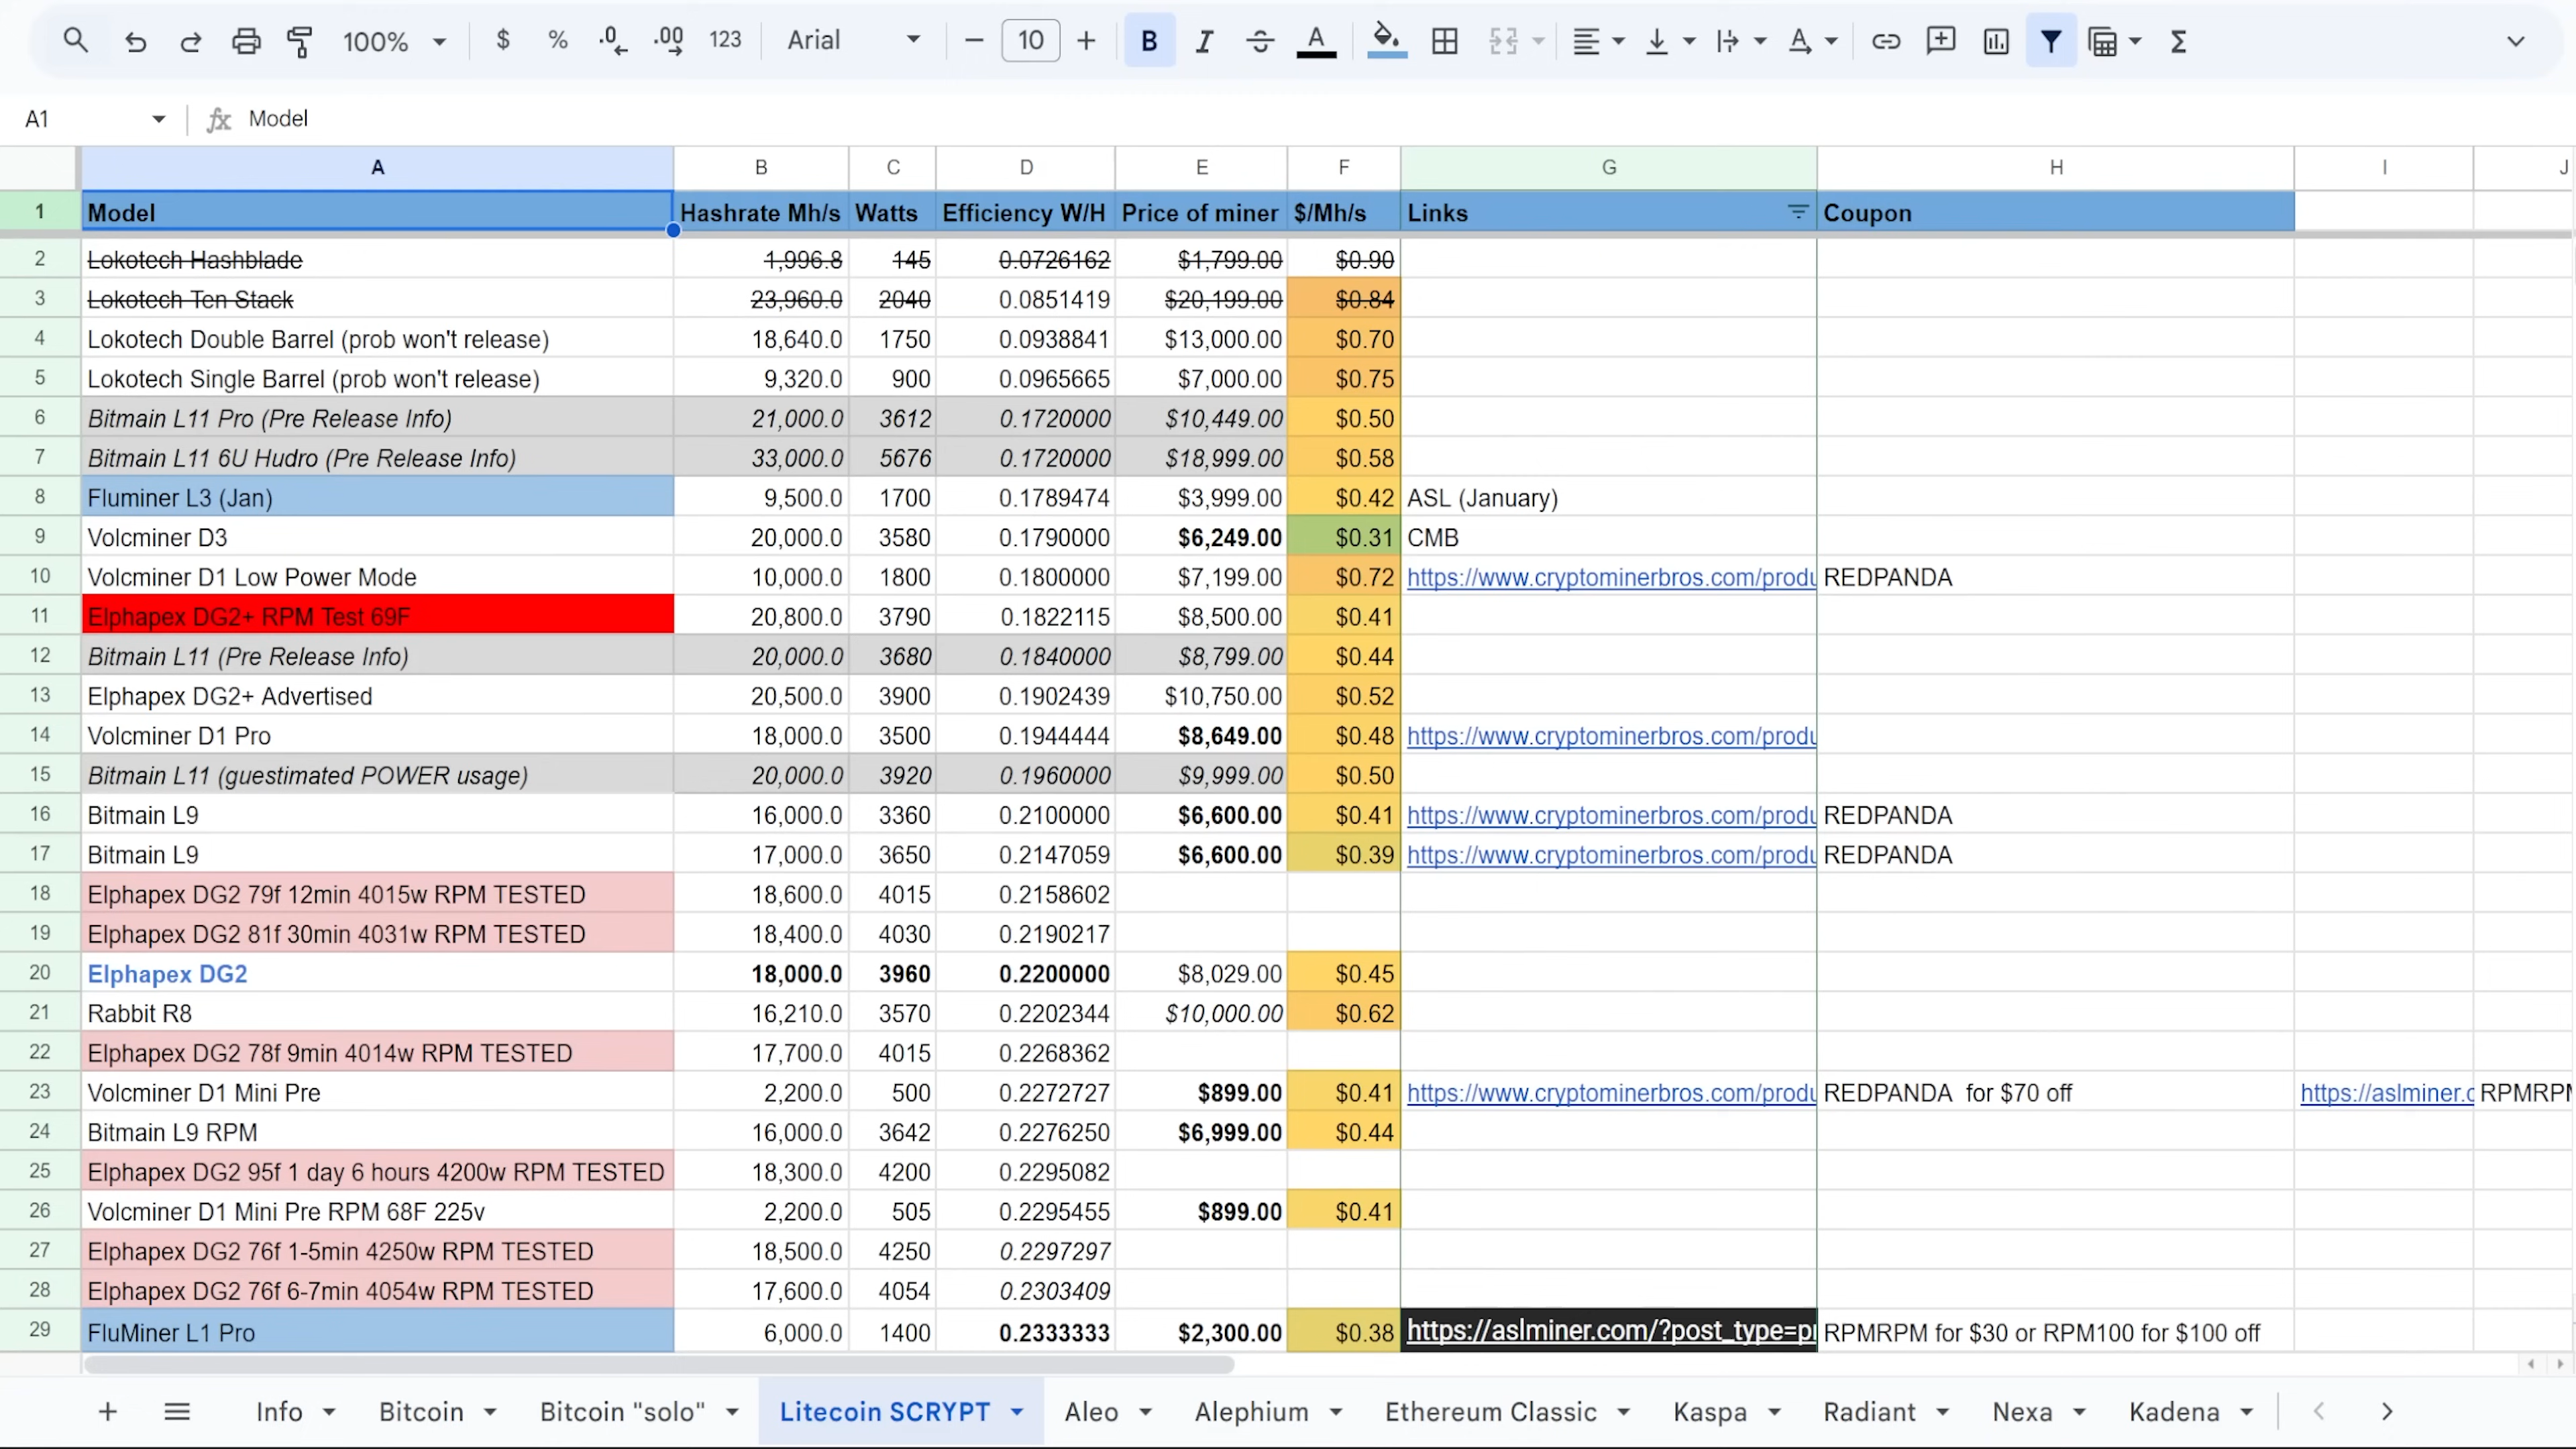 100% $ % .0 .00 123 Arial 10 B I A A Σ
A1 fx Model
A B C D E F G H I J
1 Model Hashrate Mh/s Watts Efficiency W/H Price of miner $/Mh/s Links Coupon
2 Lokotech Hashblade 1,996.8 145 0.0726162 $1,799.00 $0.90
3 Lokotech Ten Stack 23,960.0 2040 0.0851419 $20,199.00 $0.84
4 Lokotech Double Barrel (prob won't release) 18,640.0 1750 0.0938841 $13,000.00 $0.70
5 Lokotech Single Barrel (prob won't release) 9,320.0 900 0.0965665 $7,000.00 $0.75
6 Bitmain L11 Pro (Pre Release Info) 21,000.0 3612 0.1720000 $10,449.00 $0.50
7 Bitmain L11 6U Hudro (Pre Release Info) 33,000.0 5676 0.1720000 $18,999.00 $0.58
8 Fluminer L3 (Jan) 9,500.0 1700 0.1789474 $3,999.00 $0.42 ASL (January)
9 Volcminer D3 20,000.0 3580 0.1790000 $6,249.00 $0.31 CMB
10 Volcminer D1 Low Power Mode 10,000.0 1800 0.1800000 $7,199.00 $0.72 https://www.cryptominerbros.com/produ REDPANDA
11 Elphapex DG2+ RPM Test 69F 20,800.0 3790 0.1822115 $8,500.00 $0.41
12 Bitmain L11 (Pre Release Info) 20,000.0 3680 0.1840000 $8,799.00 $0.44
13 Elphapex DG2+ Advertised 20,500.0 3900 0.1902439 $10,750.00 $0.52
14 Volcminer D1 Pro 18,000.0 3500 0.1944444 $8,649.00 $0.48 https://www.cryptominerbros.com/produ
15 Bitmain L11 (guestimated POWER usage) 20,000.0 3920 0.1960000 $9,999.00 $0.50
16 Bitmain L9 16,000.0 3360 0.2100000 $6,600.00 $0.41 https://www.cryptominerbros.com/produ REDPANDA
17 Bitmain L9 17,000.0 3650 0.2147059 $6,600.00 $0.39 https://www.cryptominerbros.com/produ REDPANDA
18 Elphapex DG2 79f 12min 4015w RPM TESTED 18,600.0 4015 0.2158602
19 Elphapex DG2 81f 30min 4031w RPM TESTED 18,400.0 4030 0.2190217
20 Elphapex DG2 18,000.0 3960 0.2200000 $8,029.00 $0.45
21 Rabbit R8 16,210.0 3570 0.2202344 $10,000.00 $0.62
22 Elphapex DG2 78f 9min 4014w RPM TESTED 17,700.0 4015 0.2268362
23 Volcminer D1 Mini Pre 2,200.0 500 0.2272727 $899.00 $0.41 https://www.cryptominerbros.com/produ REDPANDA for $70 off https://aslminer.c RPMRPM
24 Bitmain L9 RPM 16,000.0 3642 0.2276250 $6,999.00 $0.44
25 Elphapex DG2 95f 1 day 6 hours 4200w RPM TESTED 18,300.0 4200 0.2295082
26 Volcminer D1 Mini Pre RPM 68F 225v 2,200.0 505 0.2295455 $899.00 $0.41
27 Elphapex DG2 76f 1-5min 4250w RPM TESTED 18,500.0 4250 0.2297297
28 Elphapex DG2 76f 6-7min 4054w RPM TESTED 17,600.0 4054 0.2303409
29 FluMiner L1 Pro 6,000.0 1400 0.2333333 $2,300.00 $0.38 https://aslminer.com/?post_type=pr RPMRPM for $30 or RPM100 for $100 off
Info Bitcoin Bitcoin "solo" Litecoin SCRYPT Aleo Alephium Ethereum Classic Kaspa Radiant Nexa Kadena